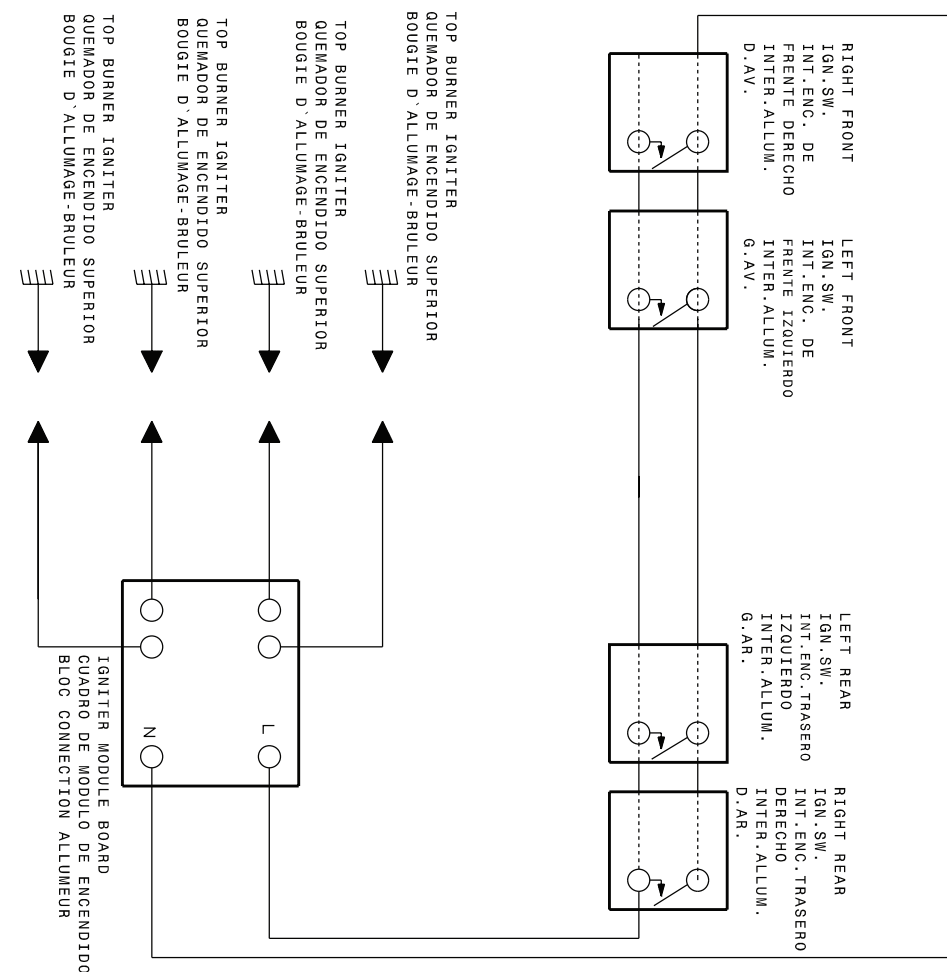 TOP BURNER IGNITER
QUEMADOR DE ENCENDIDO SUPERIOR
BOUGIE D`ALLUMAGE-BRULEUR
TOP BURNER IGNITER
QUEMADOR DE ENCENDIDO SUPERIOR
BOUGIE D`ALLUMAGE-BRULEUR
TOP BURNER IGNITER
QUEMADOR DE ENCENDIDO SUPERIOR
BOUGIE D`ALLUMAGE-BRULEUR
TOP BURNER IGNITER
QUEMADOR DE ENCENDIDO SUPERIOR
BOUGIE D`ALLUMAGE-BRULEUR
RIGHT FRONT
IGN.SW.
INT.ENC. DE
FRENTE DERECHO
INTER.ALLUM.
D.AV.
LEFT FRONT
IGN.SW.
INT.ENC. DE
FRENTE IZQUIERDO
INTER.ALLUM.
G.AV.
LEFT REAR
IGN.SW.
INT.ENC.TRASERO
IZQUIERDO
INTER.ALLUM.
G.AR.
RIGHT REAR
IGN.SW.
INT.ENC.TRASERO
DERECHO
INTER.ALLUM.
D.AR.
L
N
IGNITER MODULE BOARD
CUADRO DE MODULO DE ENCENDIDO
BLOC CONNECTION ALLUMEUR